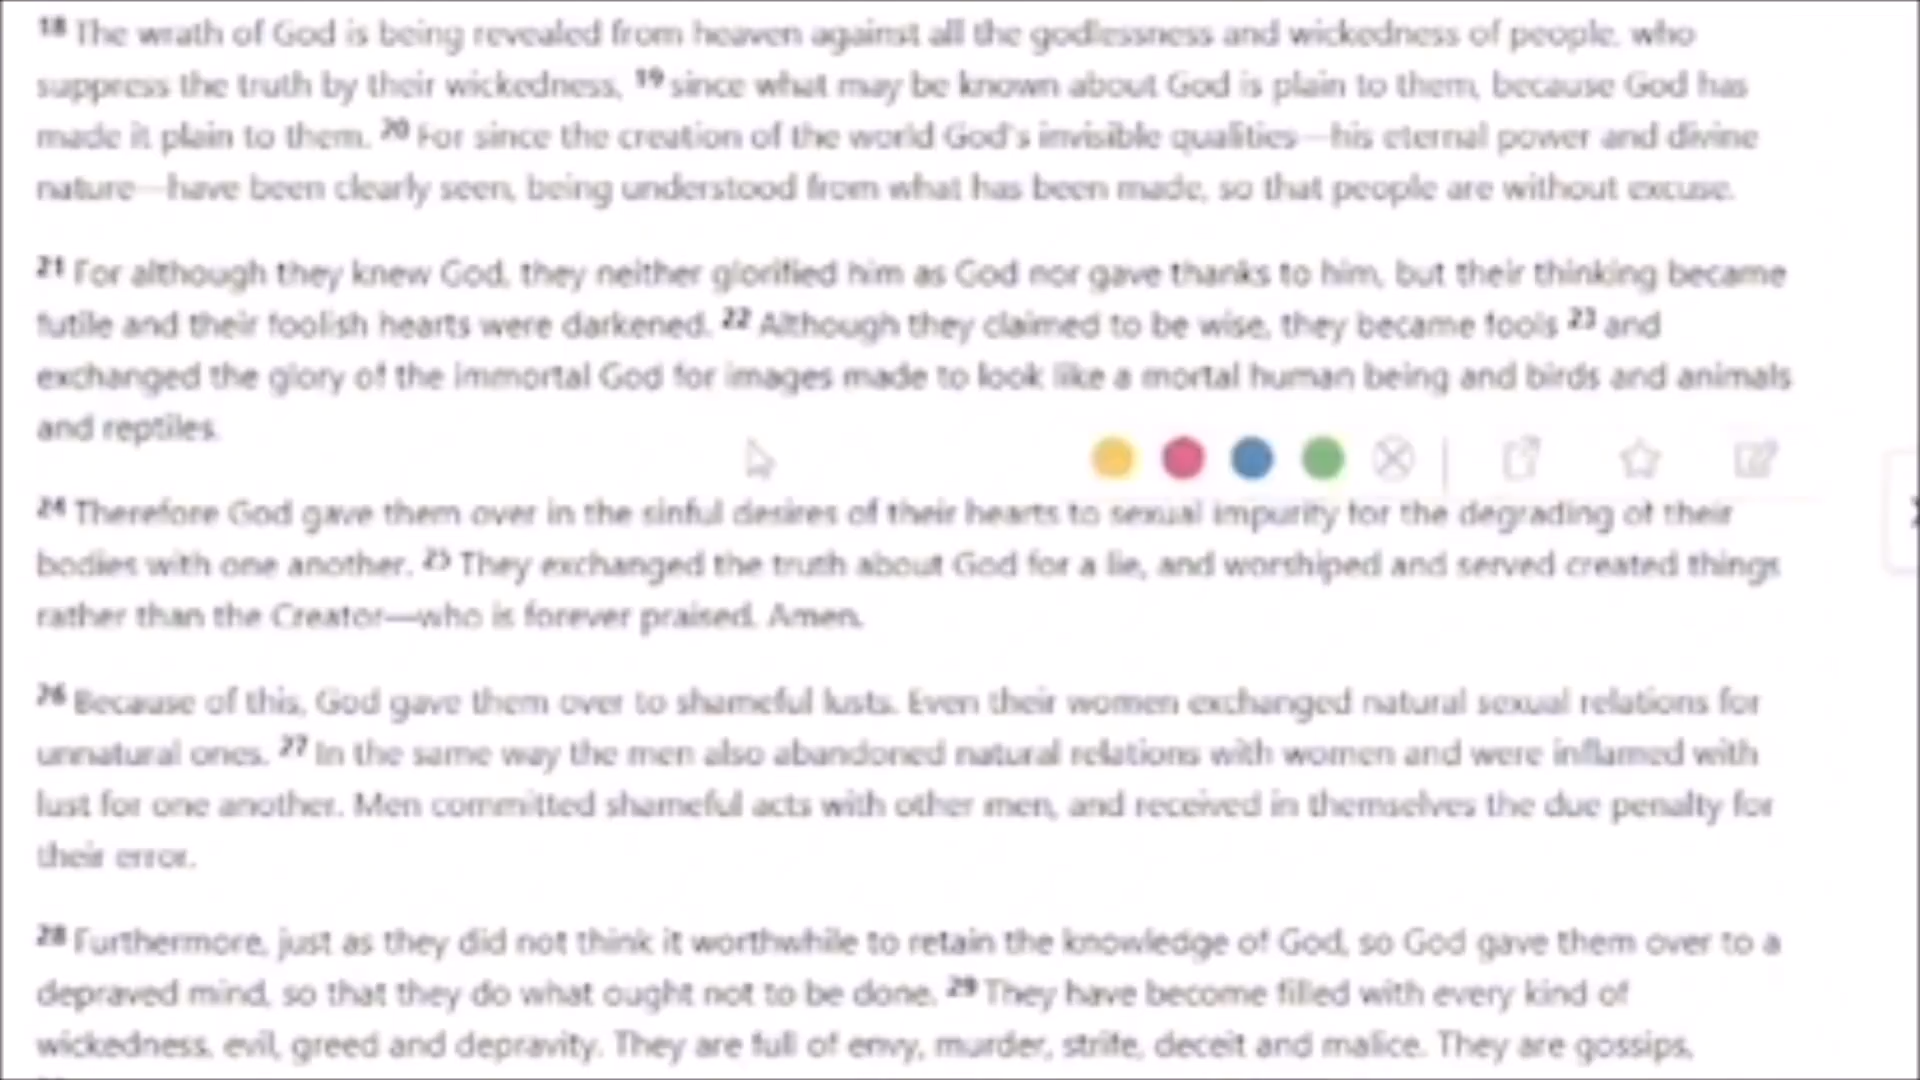 18 The wrath of God is being revealed from heaven against all the godlessness and wickedness of people, who
suppress the truth by their wickedness, 19 since what may be known about God is plain to them, because God has
made it plain to them. 20 For since the creation of the world God's invisible qualities—his eternal power and divine
nature—have been clearly seen, being understood from what has been made, so that people are without excuse.
21 For although they knew God, they neither glorified him as God nor gave thanks to him, but their thinking became
futile and their foolish hearts were darkened. 22 Although they claimed to be wise, they became fools 23 and
exchanged the glory of the immortal God for images made to look like a mortal human being and birds and animals
and reptiles.
24 Therefore God gave them over in the sinful desires of their hearts to sexual impurity for the degrading of their
bodies with one another. 25 They exchanged the truth about God for a lie, and worshiped and served created things
rather than the Creator—who is forever praised. Amen.
26 Because of this, God gave them over to shameful lusts. Even their women exchanged natural sexual relations for
unnatural ones. 27 In the same way the men also abandoned natural relations with women and were inflamed with
lust for one another. Men committed shameful acts with other men, and received in themselves the due penalty for
their error.
28 Furthermore, just as they did not think it worthwhile to retain the knowledge of God, so God gave them over to a
depraved mind, so that they do what ought not to be done. 29 They have become filled with every kind of
wickedness, evil, greed and depravity. They are full of envy, murder, strife, deceit and malice. They are gossips,